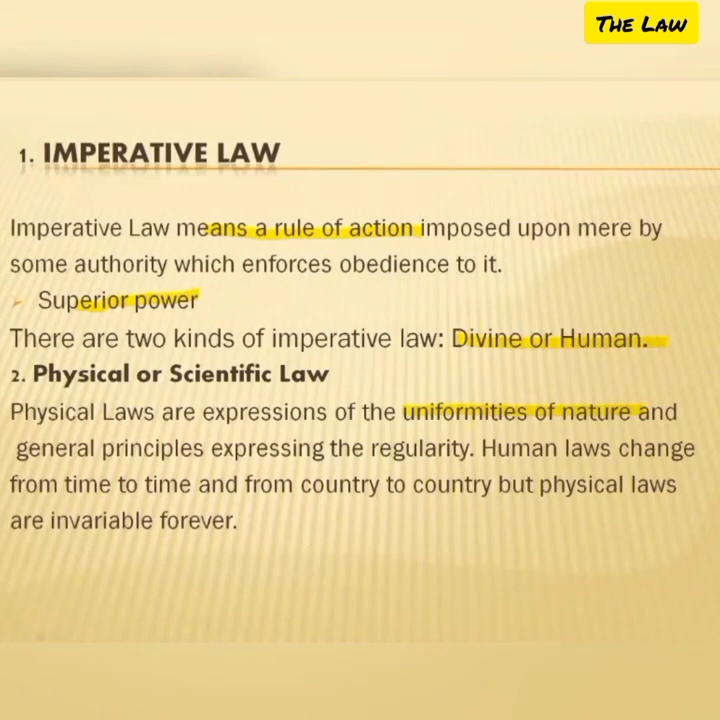 The Law
1. IMPERATIVE LAW
Imperative Law means a rule of action imposed upon mere by
some authority which enforces obedience to it.
➢ Superior power
There are two kinds of imperative law: Divine or Human.
2. Physical or Scientific Law
Physical Laws are expressions of the uniformities of nature and
general principles expressing the regularity. Human laws change
from time to time and from country to country but physical laws
are invariable forever.